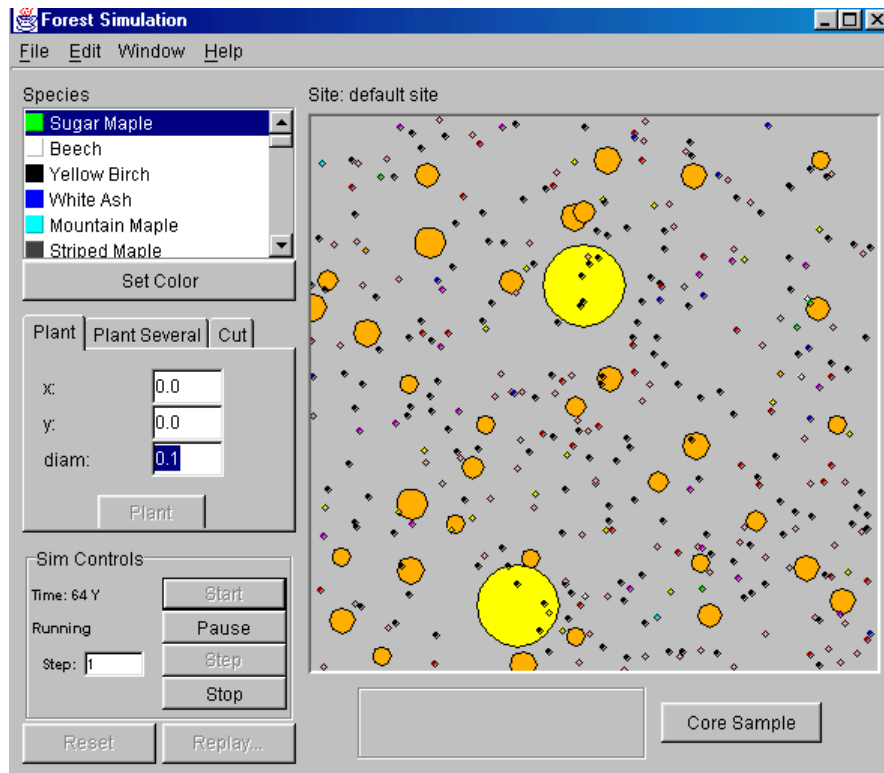 Forest Simulation
File Edit Window Help
Species
Sugar Maple
Beech
Yellow Birch
White Ash
Mountain Maple
Striped Maple
Set Color
Plant Plant Several Cut
x: 0.0
y: 0.0
diam: 0.1
Plant
Sim Controls
Time: 64 Y
Start
Running
Pause
Step: 1
Step
Stop
Reset
Replay...
Site: default site
Core Sample